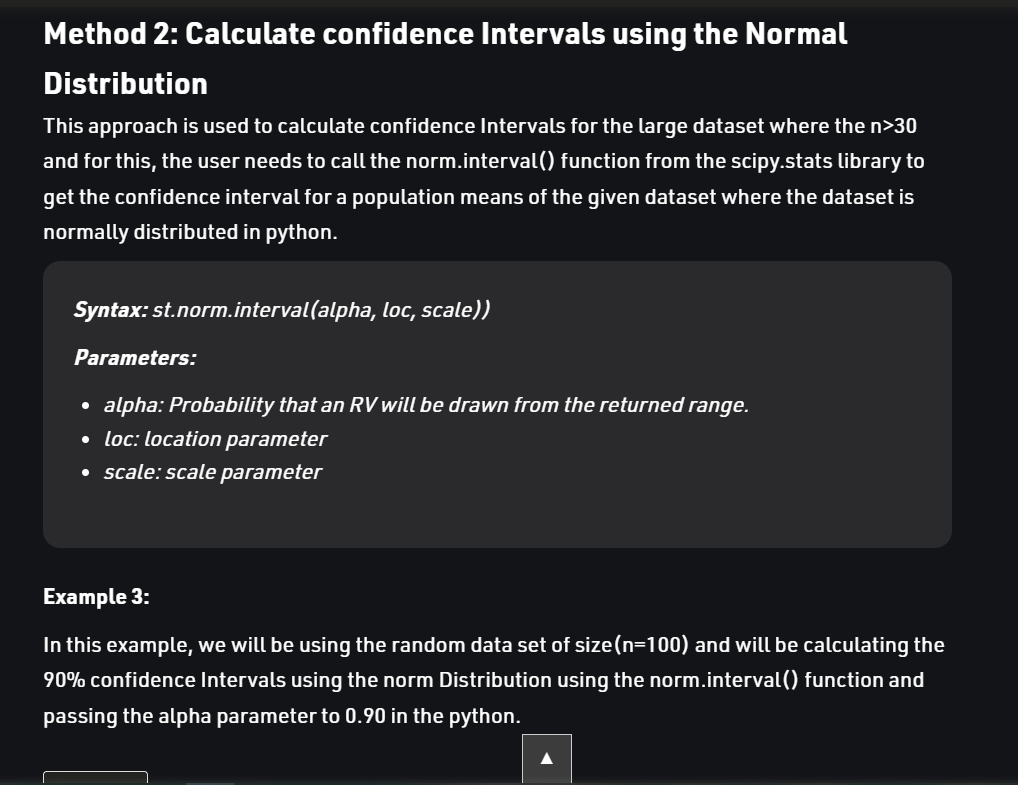 Method 2: Calculate confidence Intervals using the Normal
Distribution
This approach is used to calculate confidence Intervals for the large dataset where the n>30
and for this, the user needs to call the norm.interval() function from the scipy.stats library to
get the confidence interval for a population means of the given dataset where the dataset is
normally distributed in python.
Syntax: st.norm.interval(alpha, loc, scale))
Parameters:
• alpha: Probability that an RV will be drawn from the returned range.
• loc: location parameter
• scale: scale parameter
Example 3:
In this example, we will be using the random data set of size(n=100) and will be calculating the
90% confidence Intervals using the norm Distribution using the norm.interval() function and
passing the alpha parameter to 0.90 in the python.
▲